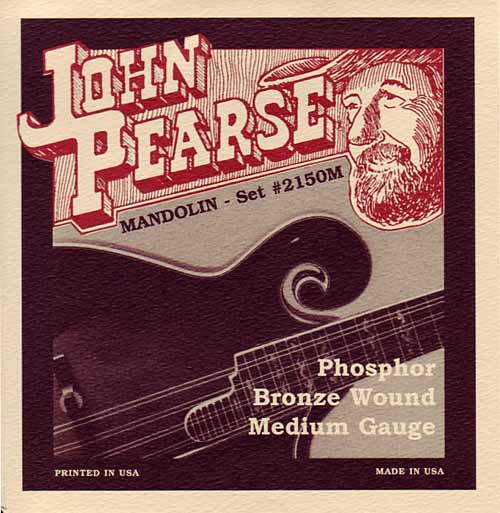 JOHN
PEARSE
MANDOLIN - Set #2150M
Phosphor
Bronze Wound
Medium Gauge
PRINTED IN USA
MADE IN USA